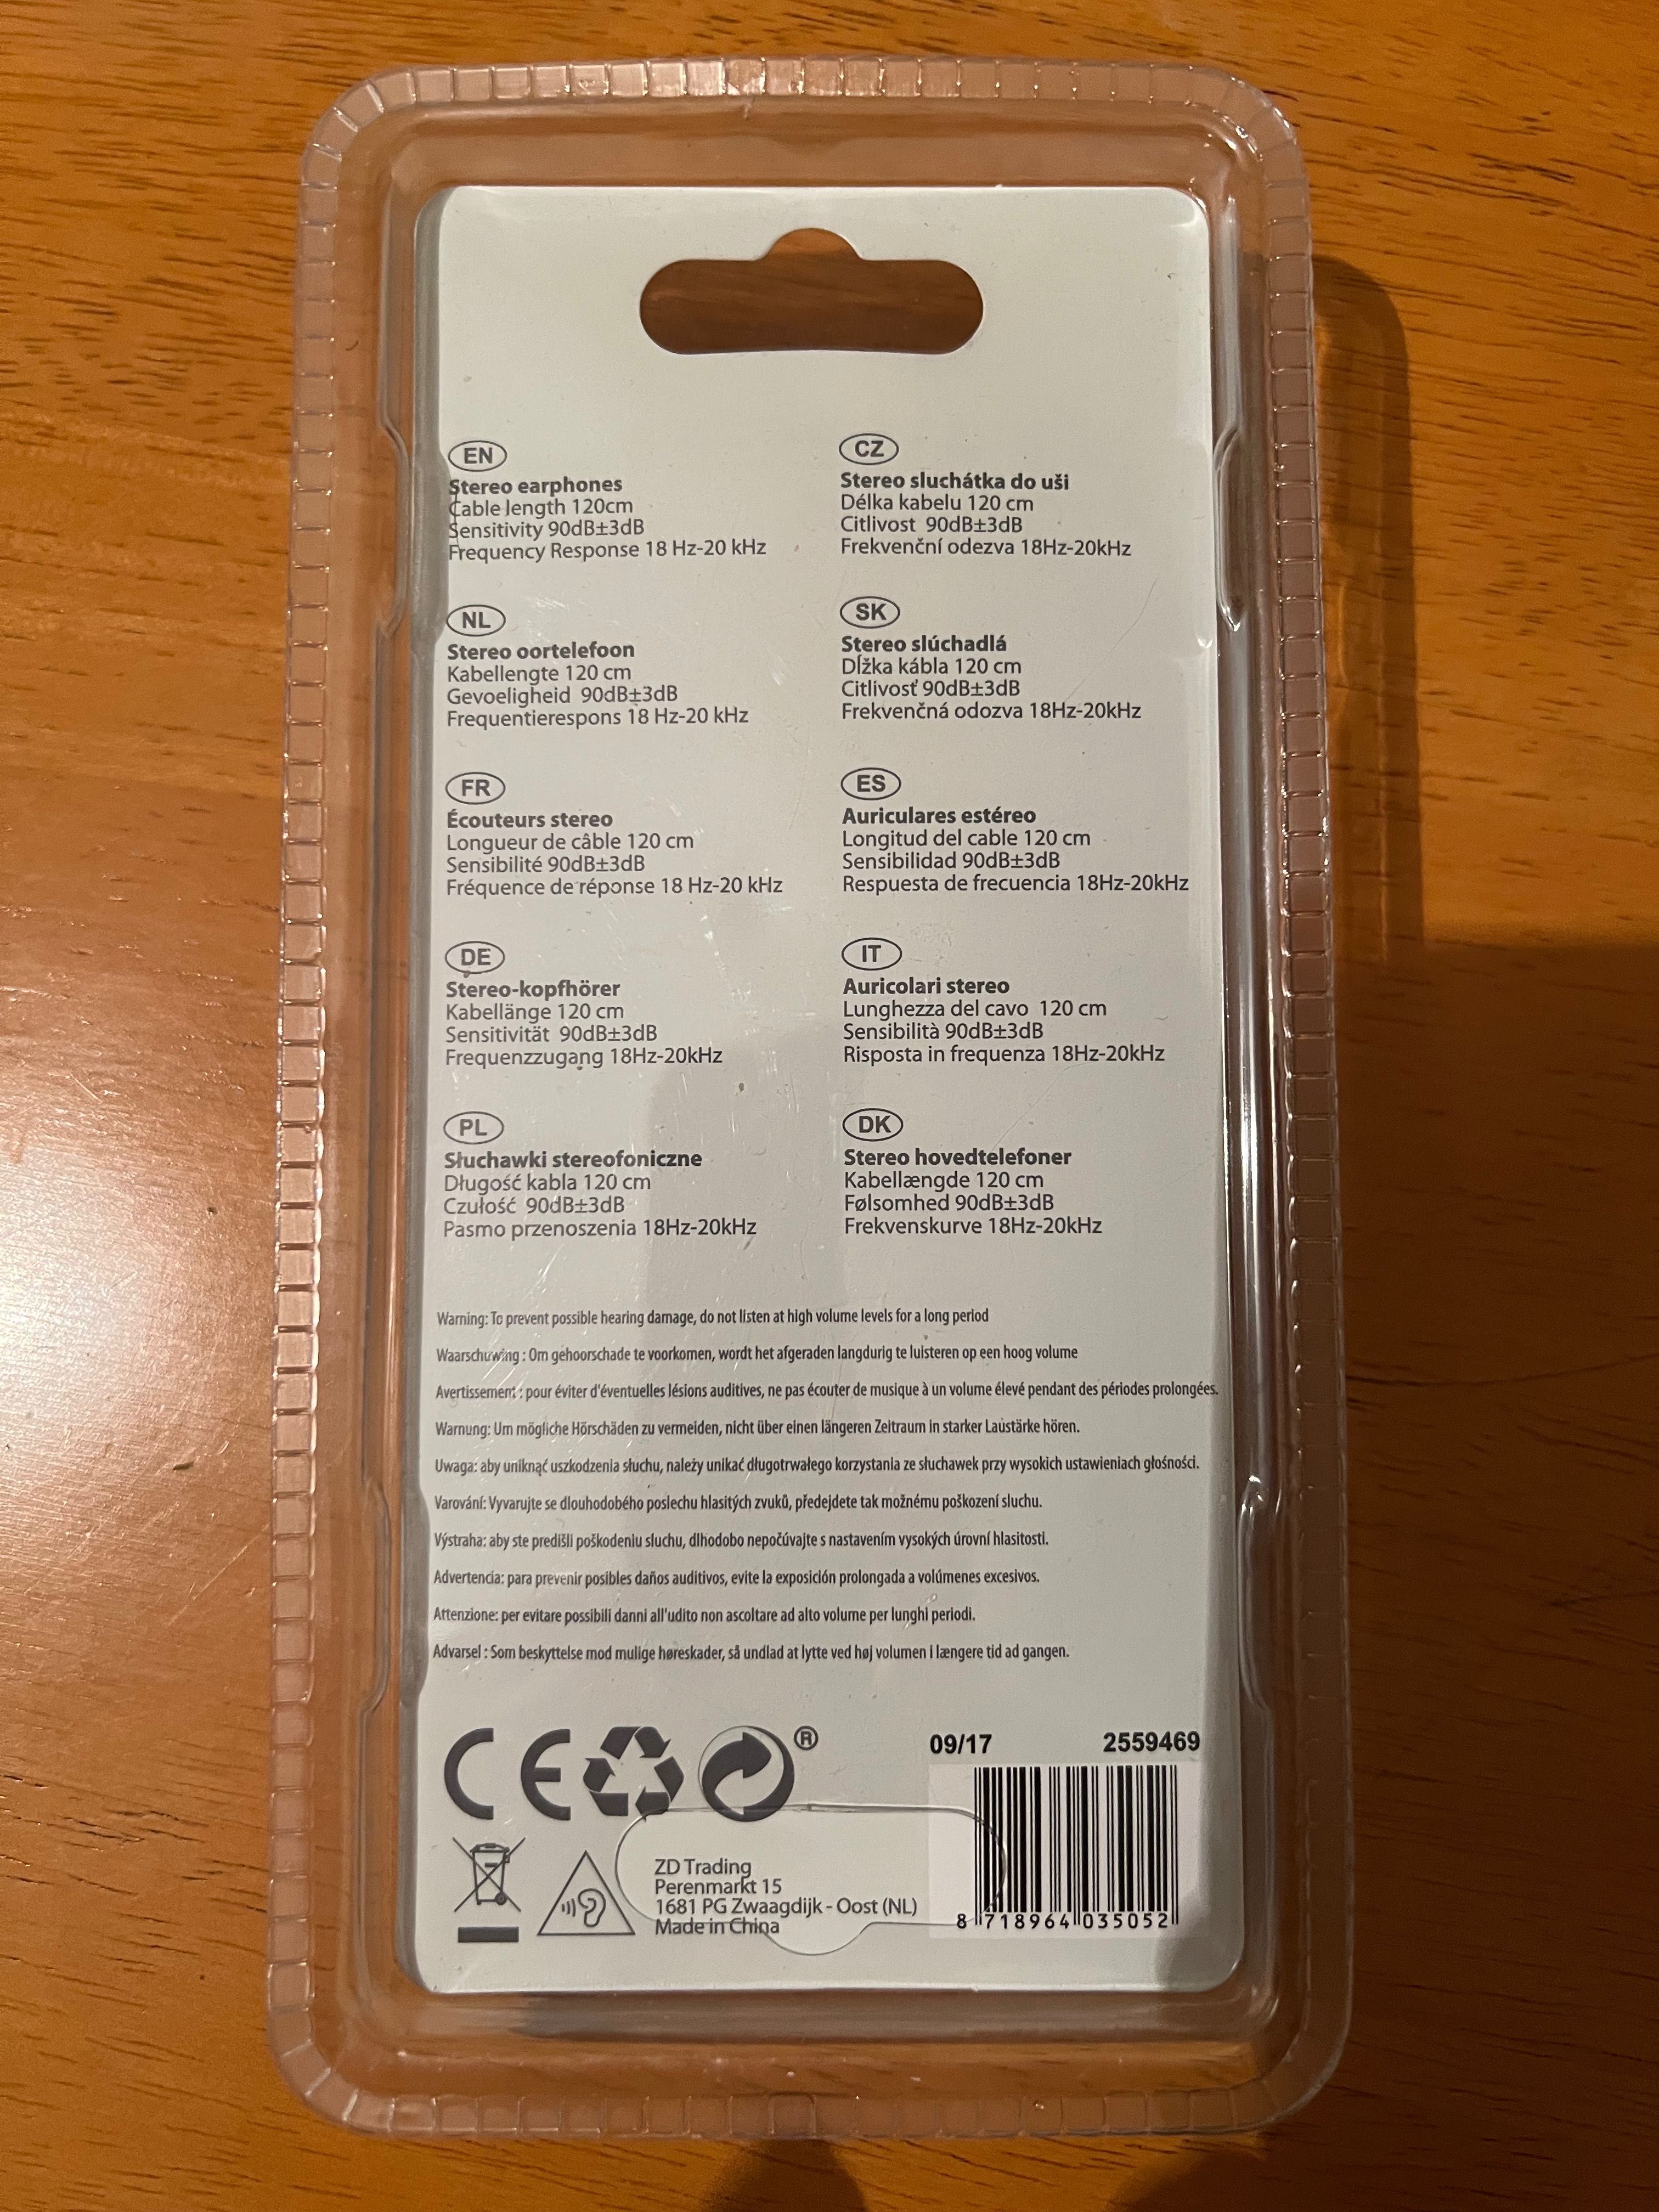 EN
Stereo earphones
Cable length 120cm
Sensitivity 90dB±3dB
Frequency Response 18 Hz-20 kHz
NL
Stereo oortelefoon
Kabellengte 120 cm
Gevoeligheid 90dB±3dB
Frequentierespons 18 Hz-20 kHz
FR
Écouteurs stereo
Longueur de câble 120 cm
Sensibilité 90dB±3dB
Fréquence de réponse 18 Hz-20 kHz
DE
Stereo-kopfhörer
Kabellänge 120 cm
Sensitivität 90dB±3dB
Frequenzzugang 18Hz-20kHz
PL
Słuchawki stereofoniczne
Długość kabla 120 cm
Czułość 90dB±3dB
Pasmo przenoszenia 18Hz-20kHz
CZ
Stereo sluchátka do uši
Délka kabelu 120 cm
Citlivost 90dB±3dB
Frekvenční odezva 18Hz-20kHz
SK
Stereo slúchadlá
Dĺžka kábla 120 cm
Citlivosť 90dB±3dB
Frekvenčná odozva 18Hz-20kHz
ES
Auriculares estéreo
Longitud del cable 120 cm
Sensibilidad 90dB±3dB
Respuesta de frecuencia 18Hz-20kHz
IT
Auricolari stereo
Lunghezza del cavo 120 cm
Sensibilità 90dB±3dB
Risposta in frequenza 18Hz-20kHz
DK
Stereo hovedtelefoner
Kabellængde 120 cm
Følsomhed 90dB±3dB
Frekvenskurve 18Hz-20kHz
Warning: To prevent possible hearing damage, do not listen at high volume levels for a long period
Waarschuwing : Om gehoorschade te voorkomen, wordt het afgeraden langdurig te luisteren op een hoog volume
Avertissement : pour éviter d'éventuelles lésions auditives, ne pas écouter de musique à un volume élevé pendant des périodes prolongées.
Warnung: Um mögliche Hörschäden zu vermeiden, nicht über einen längeren Zeitraum in starker Laustärke hören.
Uwaga: aby uniknąć uszkodzenia słuchu, należy unikać długotrwałego korzystania ze słuchawek przy wysokich ustawieniach głośności.
Varování: Vyvarujte se dlouhodobého poslechu hlasitých zvuků, předejdete tak možnému poškození sluchu.
Výstraha: aby ste predišli poškodeniu sluchu, dlhodobo nepočúvajte s nastavením vysokých úrovní hlasitosti.
Advertencia: para prevenir posibles daños auditivos, evite la exposición prolongada a volúmenes excesivos.
Attenzione: per evitare possibili danni all'udito non ascoltare ad alto volume per lunghi periodi.
Advarsel : Som beskyttelse mod mulige høreskader, så undlad at lytte ved høj volumen i længere tid ad gangen.
CE ®
09/17 2559469
ZD Trading
Perenmarkt 15
1681 PG Zwaagdijk - Oost (NL)
Made in China
8 718964 035052